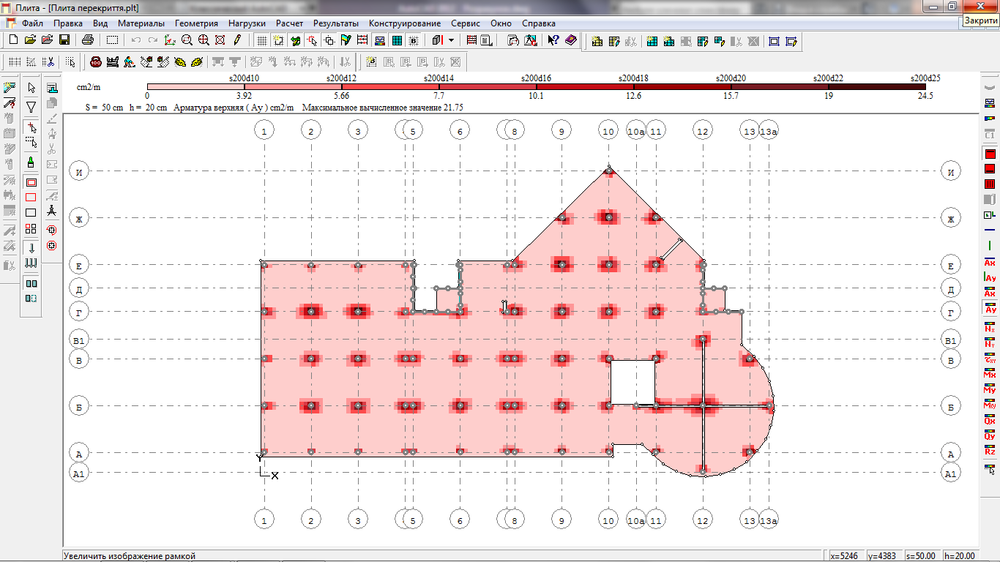 Плита - [Плита перекриття.plt]
Закрити
Файл Правка Вид Материалы Геометрия Нагрузки Расчет Результаты Конструирование Сервис Окно Справка
s200d10 s200d12 s200d14 s200d16 s200d18 s200d20 s200d22 s200d25
cm2/m
0 3.92 5.66 7.7 10.1 12.6 15.7 19 24.5
S = 50 cm h = 20 cm Арматура верхняя ( Ay ) cm2/m Максимальное вычисленное значение 21.75
1 2 3 5 6 8 9 10 10a 11 12 13 13a
И И
Ж Ж
Е Е
Д Д
Г Г
В1 В1
В В
Б Б
А А
А1 А1
Y
X
1 2 3 5 6 8 9 10 10a 11 12 13 13a
C1
Ax
Ay
Ax
Ay
Nx
Ny
τxy
Mx
My
Mxy
Qx
Qy
Rz
Увеличить изображение рамкой
x=5246 y=4383 s=50.00 h=20.00